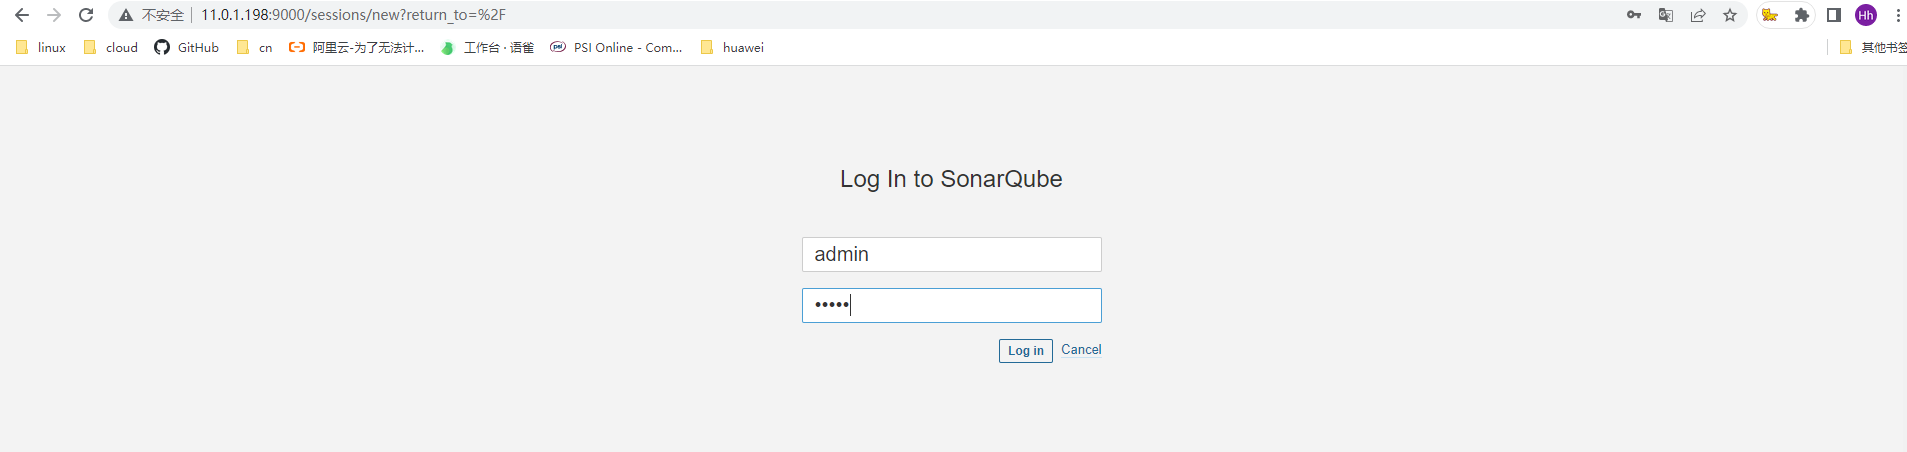 不安全 11.0.1.198:9000/sessions/new?return_to=%2F Hh
linux cloud GitHub cn 阿里云-为了无法计... 工作台 · 语雀 psi PSI Online - Com... huawei 其他书签
Log In to SonarQube
admin
•••••
Log in Cancel